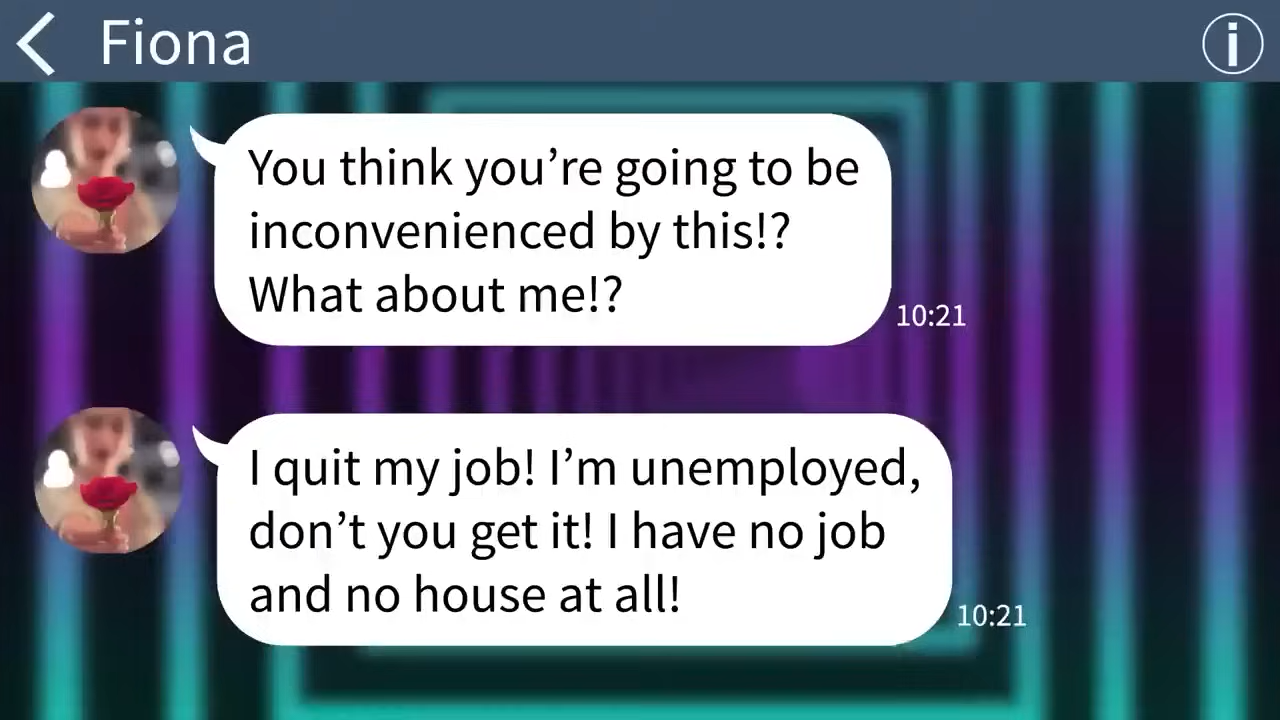 Fiona
You think you’re going to be
inconvenienced by this!?
What about me!?
10:21
I quit my job! I’m unemployed,
don’t you get it! I have no job
and no house at all!
10:21